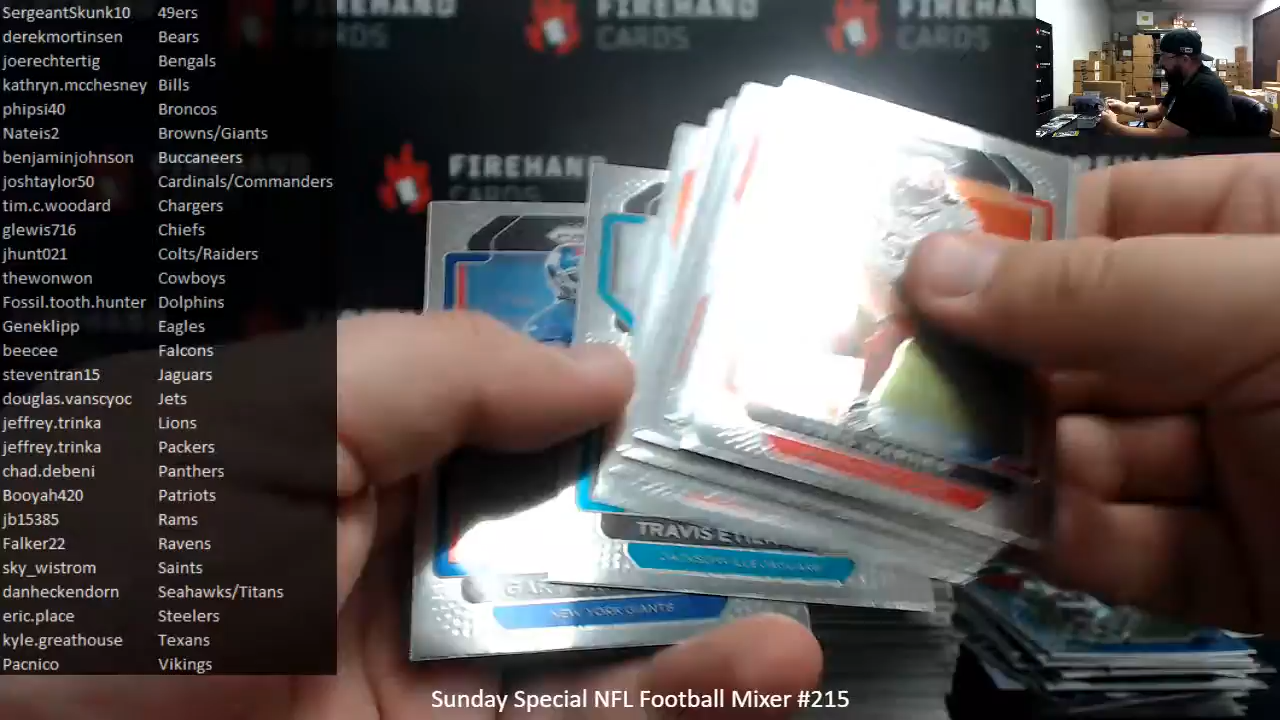 SergeantSkunk10 49ers
derekmortinsen Bears
joerechtertig Bengals
kathryn.mcchesney Bills
phipsi40 Broncos
Nateis2 Browns/Giants
benjaminjohnson Buccaneers
joshtaylor50 Cardinals/Commanders
tim.c.woodard Chargers
glewis716 Chiefs
jhunt021 Colts/Raiders
thewonwon Cowboys
Fossil.tooth.hunter Dolphins
Geneklipp Eagles
beecee Falcons
steventran15 Jaguars
douglas.vanscyoc Jets
jeffrey.trinka Lions
jeffrey.trinka Packers
chad.debeni Panthers
Booyah420 Patriots
jb15385 Rams
Falker22 Ravens
sky_wistrom Saints
danheckendorn Seahawks/Titans
eric.place Steelers
kyle.greathouse Texans
Pacnico Vikings
FIREHAND
CARDS
FIREHAND
CARDS
FIREHAN
CARDS
FIREHAND
CARDS
TRAVIS
JACKSONVILLE JAGUARS
NEW YORK GIANTS
Sunday Special NFL Football Mixer #215